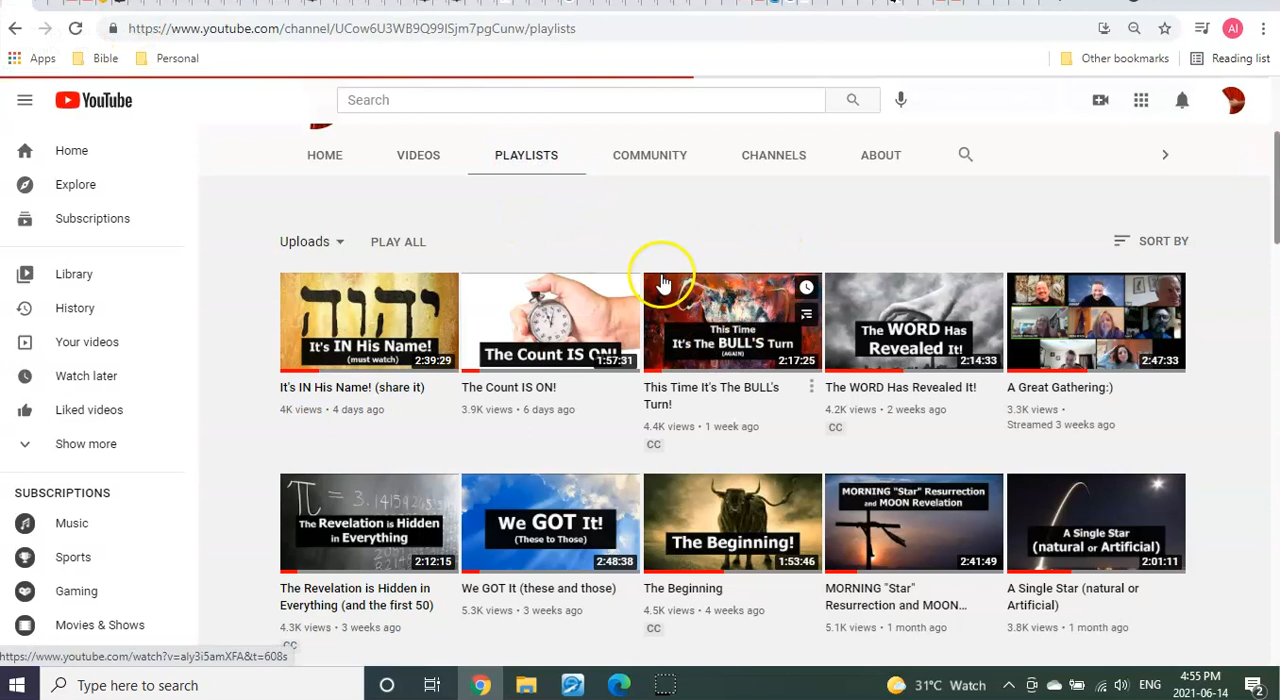 https://www.youtube.com/channel/UCow6U3WB9Q99ISjm7pgCunw/playlists
AI
Apps
Bible
Personal
Other bookmarks
Reading list
YouTube
Search
Home
Explore
Subscriptions
Library
History
Your videos
Watch later
Liked videos
Show more
SUBSCRIPTIONS
Music
Sports
Gaming
Movies & Shows
HOME VIDEOS PLAYLISTS COMMUNITY CHANNELS ABOUT
Uploads PLAY ALL SORT BY
יהוה
It's IN His Name!
(must watch)
2:39:29
It's IN His Name! (share it)
4K views • 4 days ago
The Count IS ON!
1:57:31
The Count IS ON!
3.9K views • 6 days ago
This Time
It's The BULL'S Turn
(AGAIN)
2:17:25
This Time It's The BULL's
Turn!
4.4K views • 1 week ago
CC
The WORD Has
Revealed It!
2:14:33
The WORD Has Revealed It!
4.2K views • 2 weeks ago
CC
2:47:33
A Great Gathering:)
3.3K views •
Streamed 3 weeks ago
π = 3.14159265
The Revelation is Hidden
in Everything
2:12:15
The Revelation is Hidden in
Everything (and the first 50)
4.3K views • 3 weeks ago
CC
We GOT It!
(These to Those)
2:48:38
We GOT It (these and those)
5.3K views • 3 weeks ago
The Beginning!
1:53:46
The Beginning
4.5K views • 4 weeks ago
CC
MORNING "Star" Resurrection
and MOON Revelation
2:41:49
MORNING "Star"
Resurrection and MOON...
5.1K views • 1 month ago
A Single Star
(natural or Artificial)
2:01:11
A Single Star (natural or
Artificial)
3.8K views • 1 month ago
https://www.youtube.com/watch?v=aly3i5amXFA&t=608s
Type here to search
31°C Watch
ENG
4:55 PM
2021-06-14
2